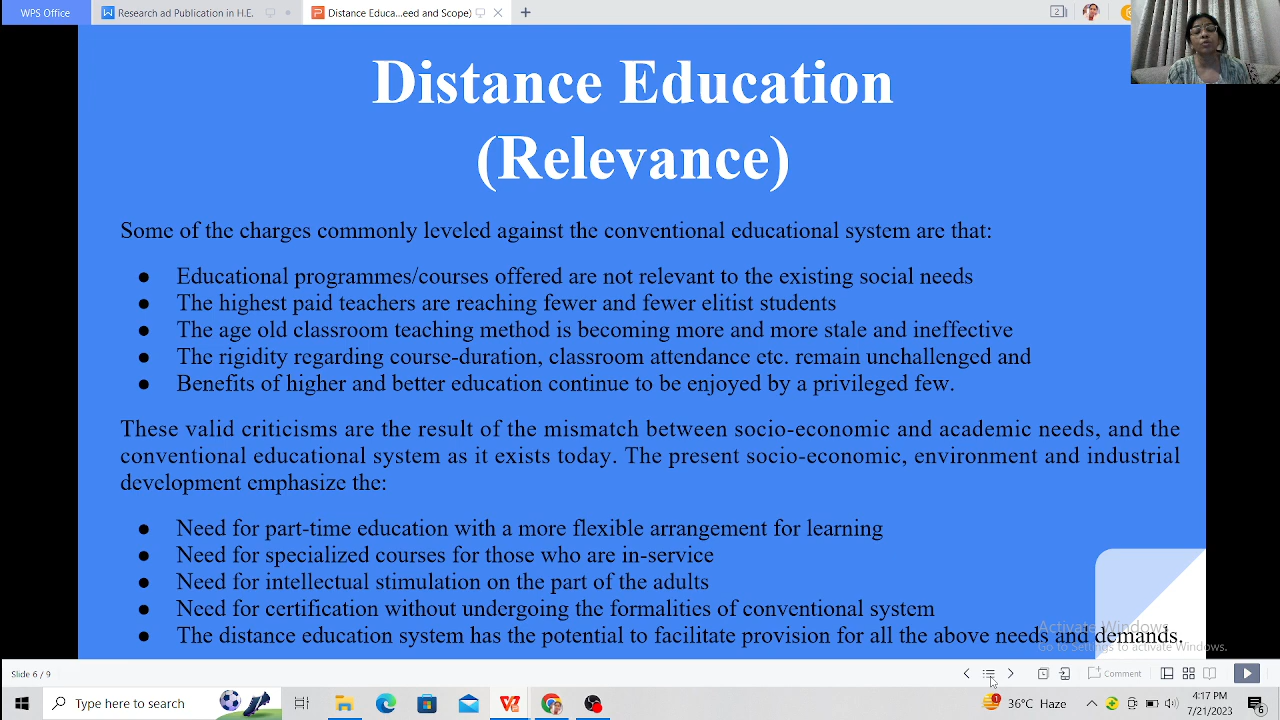 WPS Office
Research ad Publication in H.E.
Distance Educa...eed and Scope)
Distance Education
(Relevance)
Some of the charges commonly leveled against the conventional educational system are that:
● Educational programmes/courses offered are not relevant to the existing social needs
● The highest paid teachers are reaching fewer and fewer elitist students
● The age old classroom teaching method is becoming more and more stale and ineffective
● The rigidity regarding course-duration, classroom attendance etc. remain unchallenged and
● Benefits of higher and better education continue to be enjoyed by a privileged few.
These valid criticisms are the result of the mismatch between socio-economic and academic needs, and the
conventional educational system as it exists today. The present socio-economic, environment and industrial
development emphasize the:
● Need for part-time education with a more flexible arrangement for learning
● Need for specialized courses for those who are in-service
● Need for intellectual stimulation on the part of the adults
● Need for certification without undergoing the formalities of conventional system
● The distance education system has the potential to facilitate provision for all the above needs and demands.
Activate Windows
Go to Settings to activate Windows.
Slide 6 / 9
Comment
Type here to search
36°C Haze
4:17 PM
7/21/2023
6